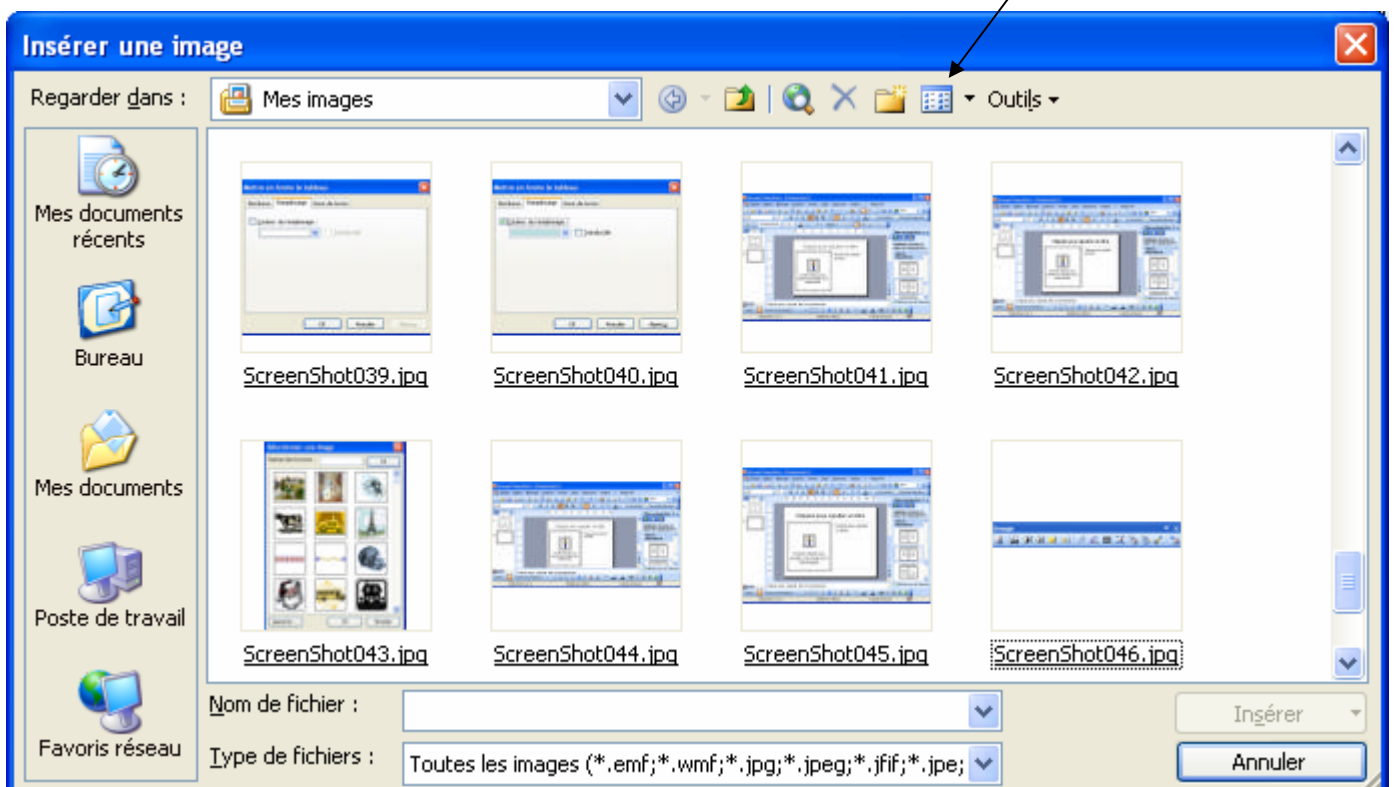 Insérer une image
Regarder dans :
Mes images
Outils
Mes documents
récents
Bureau
Mes documents
Poste de travail
Favoris réseau
ScreenShot039.jpg
ScreenShot040.jpg
ScreenShot041.jpg
ScreenShot042.jpg
ScreenShot043.jpg
ScreenShot044.jpg
ScreenShot045.jpg
ScreenShot046.jpg
Nom de fichier :
Insérer
Type de fichiers :
Toutes les images (*.emf;*.wmf;*.jpg;*.jpeg;*.jfif;*.jpe;
Annuler